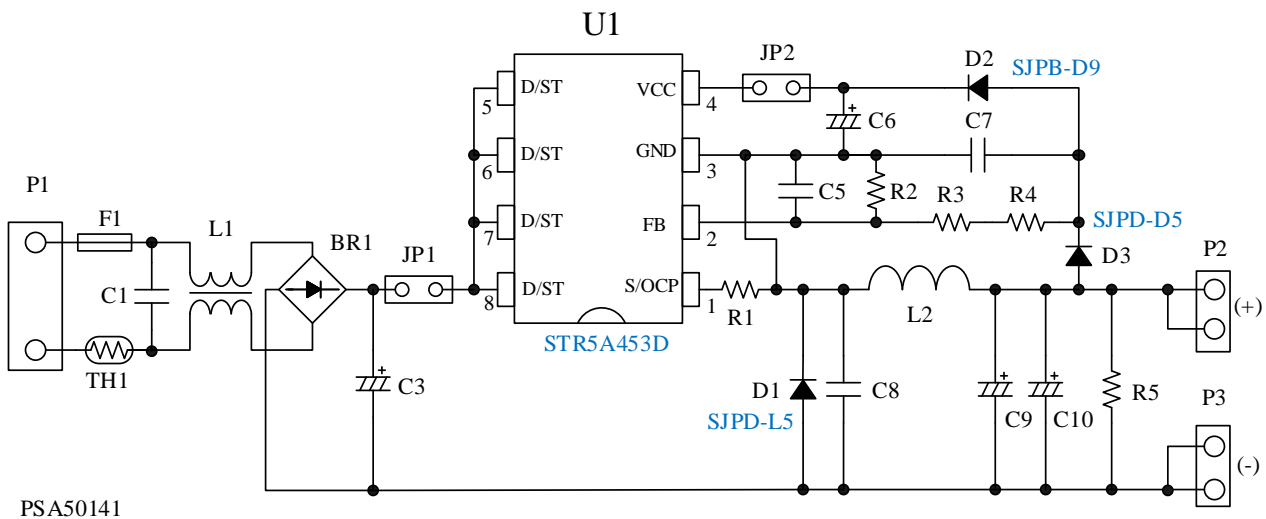 U1
JP2
D2
SJPB-D9
D/ST
VCC
5
4
C6
C7
D/ST
GND
6
3
C5
R2
R3
R4
P1
F1
L1
BR1
JP1
D/ST
FB
7
2
SJPD-D5
D3
P2
C1
D/ST
S/OCP
8
1
R1
L2
(+)
STR5A453D
TH1
C3
D1
C8
SJPD-L5
C9
C10
R5
P3
(-)
PSA50141
+
+
+
+